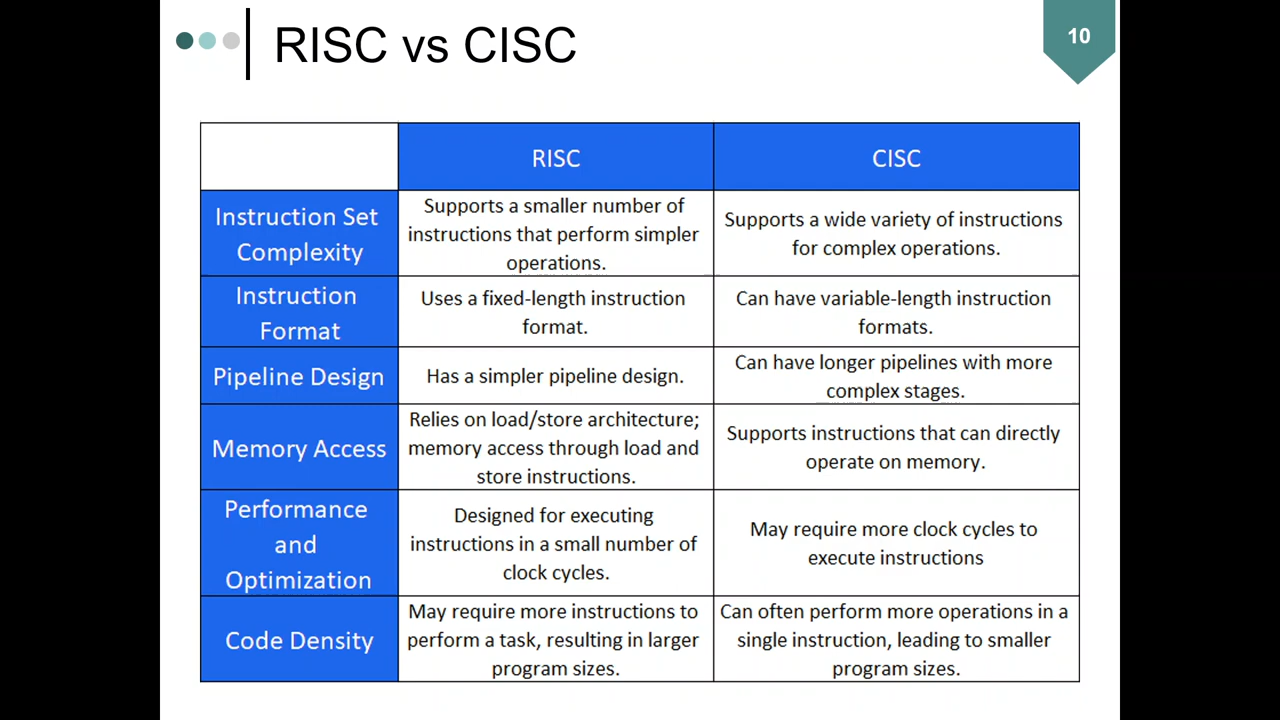 RISC vs CISC
10
RISC
CISC
Instruction Set
Complexity
Supports a smaller number of
instructions that perform simpler
operations.
Supports a wide variety of instructions
for complex operations.
Instruction
Format
Uses a fixed-length instruction
format.
Can have variable-length instruction
formats.
Pipeline Design
Has a simpler pipeline design.
Can have longer pipelines with more
complex stages.
Memory Access
Relies on load/store architecture;
memory access through load and
store instructions.
Supports instructions that can directly
operate on memory.
Performance
and
Optimization
Designed for executing
instructions in a small number of
clock cycles.
May require more clock cycles to
execute instructions
Code Density
May require more instructions to
perform a task, resulting in larger
program sizes.
Can often perform more operations in a
single instruction, leading to smaller
program sizes.